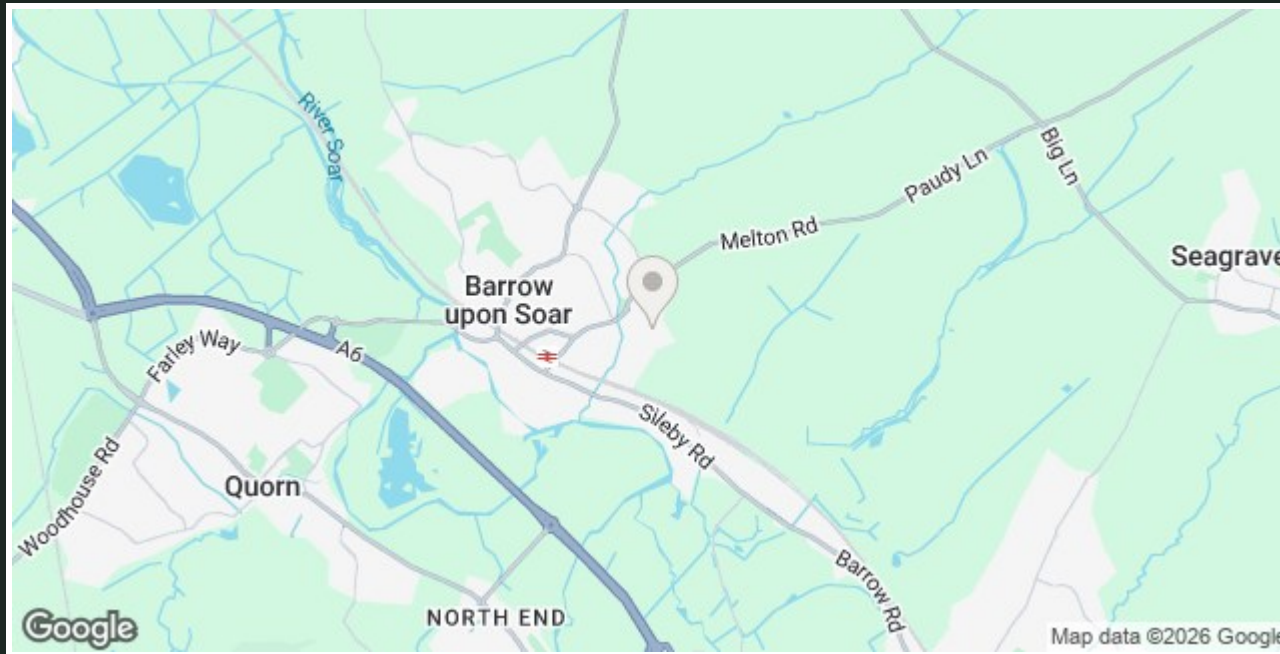 River Soar
Big Ln
Paudy Ln
Melton Rd
Seagrave
Barrow
upon Soar
Farley Way
A6
Sileby Rd
Woodhouse Rd
Quorn
Barrow Rd
NORTH END
Google
Map data ©2026 Google